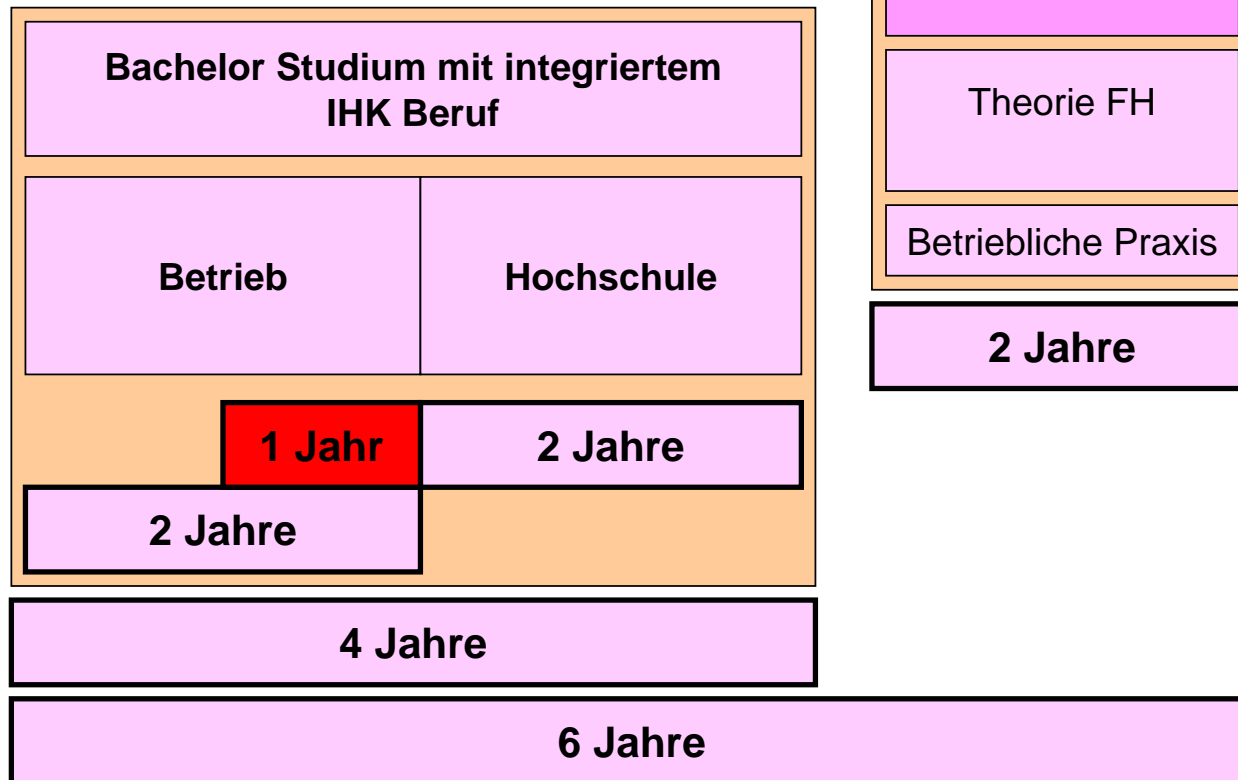 Bachelor Studium mit integriertem
IHK Beruf
Betrieb
Hochschule
1 Jahr
2 Jahre
2 Jahre
4 Jahre
6 Jahre
Theorie FH
Betriebliche Praxis
2 Jahre